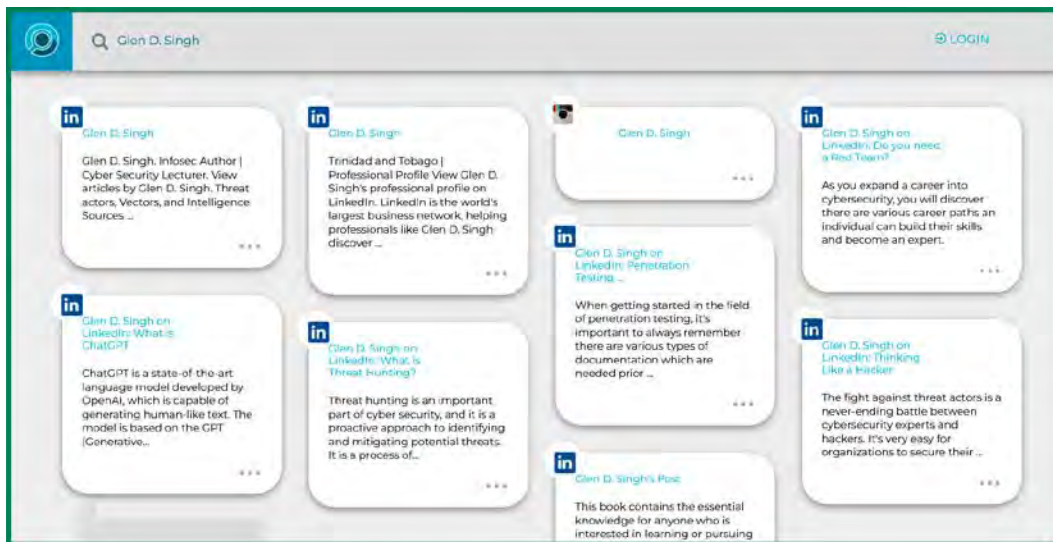 Glen D. Singh
LOGIN
in
Glen D. Singh
Glen D. Singh. Infosec Author |
Cyber Security Lecturer. View
articles by Glen D. Singh. Threat
actors, Vectors, and Intelligence
Sources ...
in
Glen D. Singh on
LinkedIn: What is
ChatGPT
ChatGPT is a state-of-the-art
language model developed by
OpenAI, which is capable of
generating human-like text. The
model is based on the GPT
(Generative...
in
Glen D. Singh
Trinidad and Tobago |
Professional Profile View Glen D.
Singh's professional profile on
LinkedIn. LinkedIn is the world's
largest business network, helping
professionals like Glen D. Singh
discover ...
in
Glen D. Singh on
LinkedIn: What is
Threat Hunting?
Threat hunting is an important
part of cyber security, and it is a
proactive approach to identifying
and mitigating potential threats.
It is a process of...
Glen D. Singh
in
Glen D. Singh on
LinkedIn: Penetration
Testing ...
When getting started in the field
of penetration testing, it's
important to always remember
there are various types of
documentation which are
needed prior ...
in
Glen D. Singh's Post
This book contains the essential
knowledge for anyone who is
interested in learning or pursuing
in
Glen D. Singh on
LinkedIn: Do you need
a Red Team?
As you expand a career into
cybersecurity, you will discover
there are various career paths an
individual can build their skills
and become an expert.
in
Glen D. Singh on
LinkedIn: Thinking
Like a Hacker
The fight against threat actors is a
never-ending battle between
cybersecurity experts and
hackers. It's very easy for
organizations to secure their ...